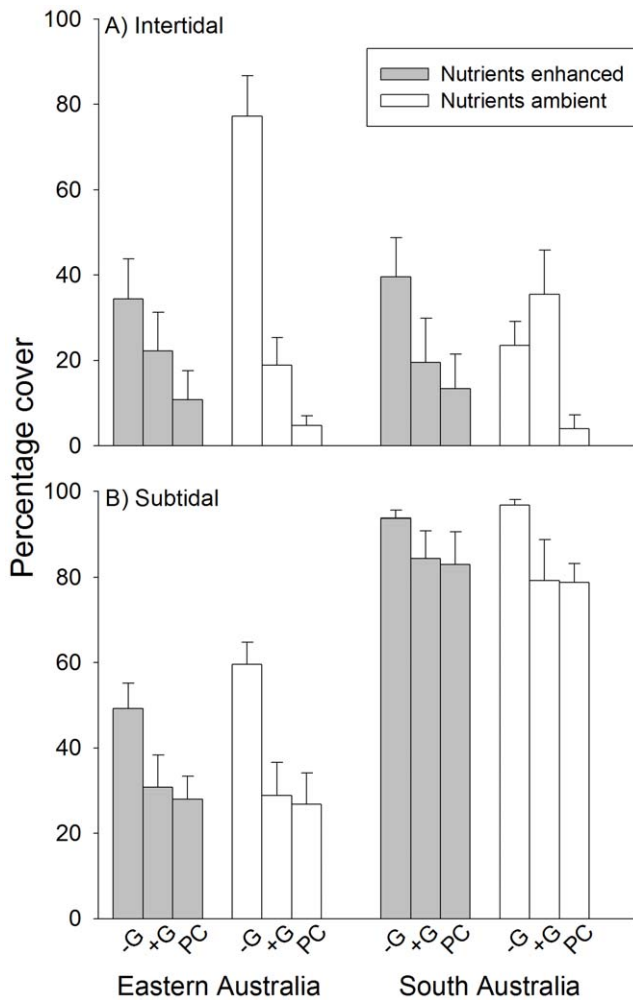 A) Intertidal
Nutrients enhanced
Nutrients ambient
100
80
60
40
20
0
Percentage cover
B) Subtidal
100
80
60
40
20
0
-G +G PC -G +G PC -G +G PC -G +G PC
Eastern Australia South Australia